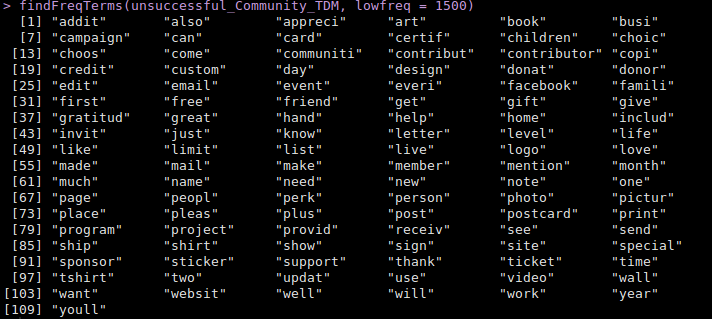 > findFreqTerms(unsuccessful_Community_TDM, lowfreq = 1500)
[1] "addit" "also" "appreci" "art" "book" "busi"
[7] "campaign" "can" "card" "certif" "children" "choic"
[13] "choos" "come" "communiti" "contribut" "contributor" "copi"
[19] "credit" "custom" "day" "design" "donat" "donor"
[25] "edit" "email" "event" "everi" "facebook" "famili"
[31] "first" "free" "friend" "get" "gift" "give"
[37] "gratitud" "great" "hand" "help" "home" "includ"
[43] "invit" "just" "know" "letter" "level" "life"
[49] "like" "limit" "list" "live" "logo" "love"
[55] "made" "mail" "make" "member" "mention" "month"
[61] "much" "name" "need" "new" "note" "one"
[67] "page" "peopl" "perk" "person" "photo" "pictur"
[73] "place" "pleas" "plus" "post" "postcard" "print"
[79] "program" "project" "provid" "receiv" "see" "send"
[85] "ship" "shirt" "show" "sign" "site" "special"
[91] "sponsor" "sticker" "support" "thank" "ticket" "time"
[97] "tshirt" "two" "updat" "use" "video" "wall"
[103] "want" "websit" "well" "will" "work" "year"
[109] "youll"